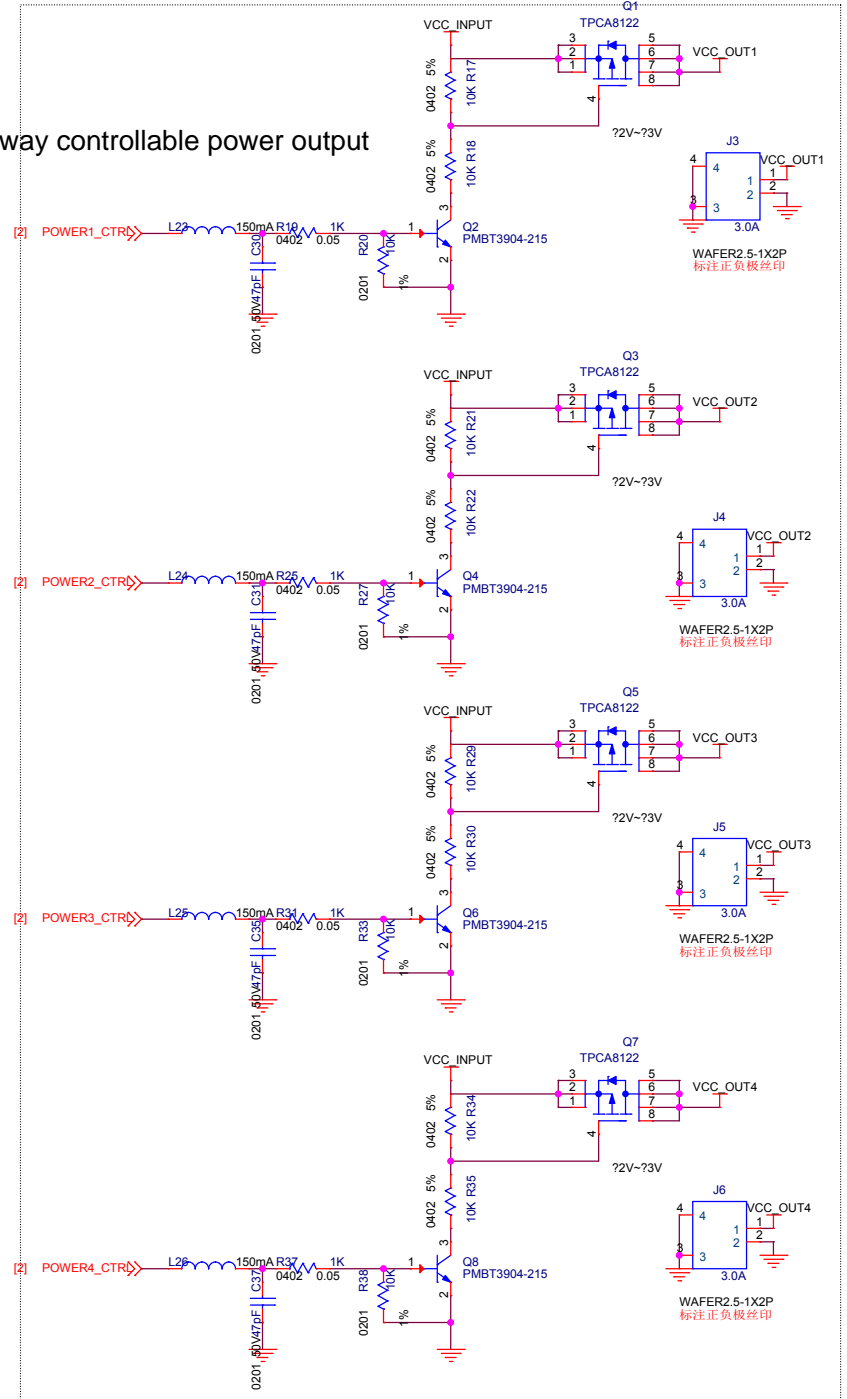 Q1
TPCA8122
VCC_INPUT
3
2
1
5
6
7
8
VCC_OUT1
0402 5%
10K R17
4
way controllable power output
?2V~?3V
0402 5%
10K R18
J3
VCC_OUT1
4
4
1
1
2
2
3
3
3.0A
WAFER2.5-1X2P
标注正负极丝印
[2] POWER1_CTRL
L23
150mA
R19
1K
0402
0.05
C30
0201_50V47pF
R20
10K
0201
1%
1
3
2
Q2
PMBT3904-215
Q3
TPCA8122
VCC_INPUT
3
2
1
5
6
7
8
VCC_OUT2
0402 5%
10K R21
4
?2V~?3V
0402 5%
10K R22
J4
VCC_OUT2
4
4
1
1
2
2
3
3
3.0A
WAFER2.5-1X2P
标注正负极丝印
[2] POWER2_CTRL
L24
150mA
R25
1K
0402
0.05
C31
0201_50V47pF
R27
10K
0201
1%
1
3
2
Q4
PMBT3904-215
Q5
TPCA8122
VCC_INPUT
3
2
1
5
6
7
8
VCC_OUT3
0402 5%
10K R29
4
?2V~?3V
0402 5%
10K R30
J5
VCC_OUT3
4
4
1
1
2
2
3
3
3.0A
WAFER2.5-1X2P
标注正负极丝印
[2] POWER3_CTRL
L25
150mA
R31
1K
0402
0.05
C35
0201_50V47pF
R33
10K
0201
1%
1
3
2
Q6
PMBT3904-215
Q7
TPCA8122
VCC_INPUT
3
2
1
5
6
7
8
VCC_OUT4
0402 5%
10K R34
4
?2V~?3V
0402 5%
10K R35
J6
VCC_OUT4
4
4
1
1
2
2
3
3
3.0A
WAFER2.5-1X2P
标注正负极丝印
[2] POWER4_CTRL
L26
150mA
R37
1K
0402
0.05
C37
0201_50V47pF
R38
10K
0201
1%
1
3
2
Q8
PMBT3904-215